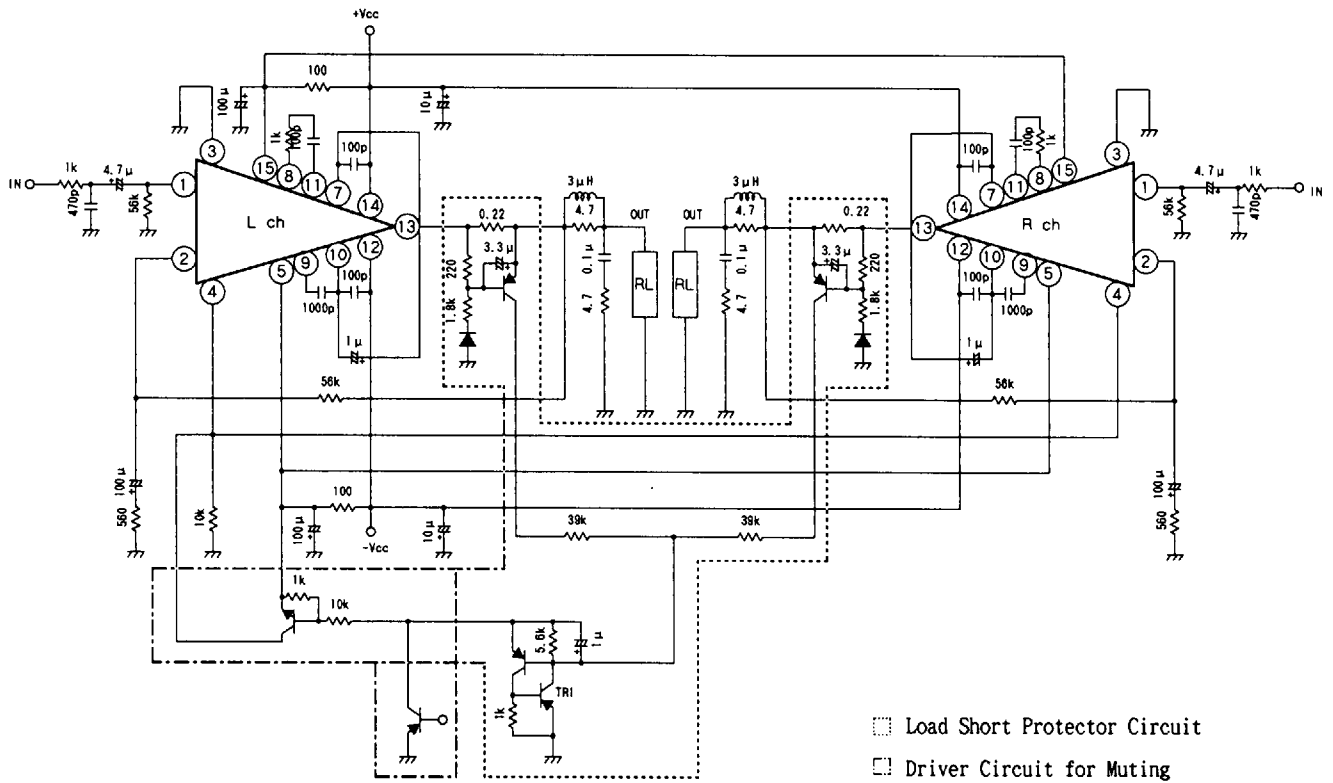 +Vcc
100
100μ
10μ
3
15
8
1k
100p
11
7
100p
14
13
1k
4.7μ
IN
470p
56k
1
2
L ch
4
5
9
10
12
100p
1000p
1μ
0.22
3.3μ
220
1.8k
3μH
4.7
0.1μ
4.7
OUT
RL
OUT
RL
3μH
4.7
0.1μ
4.7
0.22
3.3μ
220
1.8k
100p
7
11
100p
8
1k
15
3
14
13
R ch
1
2
4.7μ
1k
IN
56k
470p
12
10
9
5
4
100p
1000p
1μ
56k
56k
100μ
560
10k
100
100μ
-Vcc
10μ
39k
39k
100μ
560
1k
10k
5.6k
1μ
TR1
1k
Load Short Protector Circuit
Driver Circuit for Muting